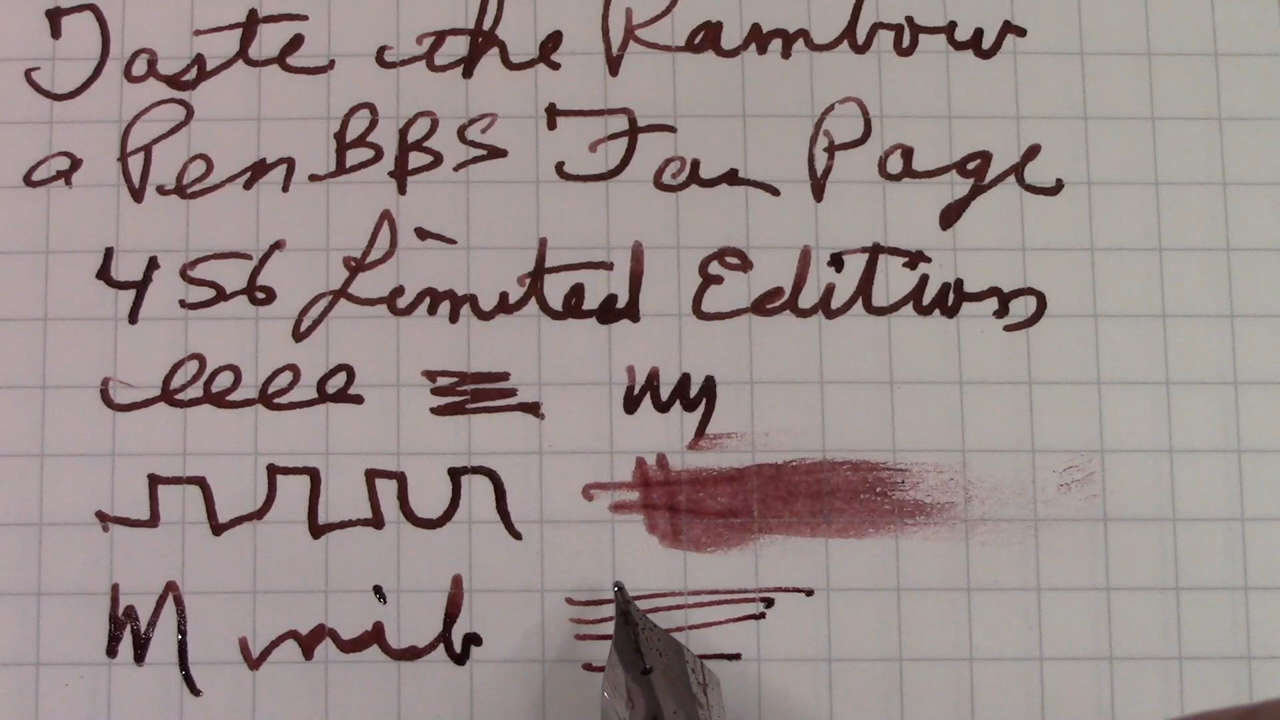 Taste the Rainbow
a PenBBS Fan Page
456 Limited Edition
M nib